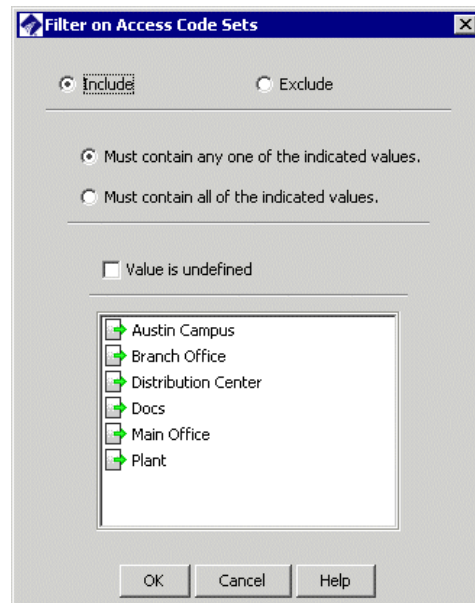 Filter on Access Code Sets
Include Exclude
Must contain any one of the indicated values.
Must contain all of the indicated values.
Value is undefined
Austin Campus
Branch Office
Distribution Center
Docs
Main Office
Plant
OK Cancel Help